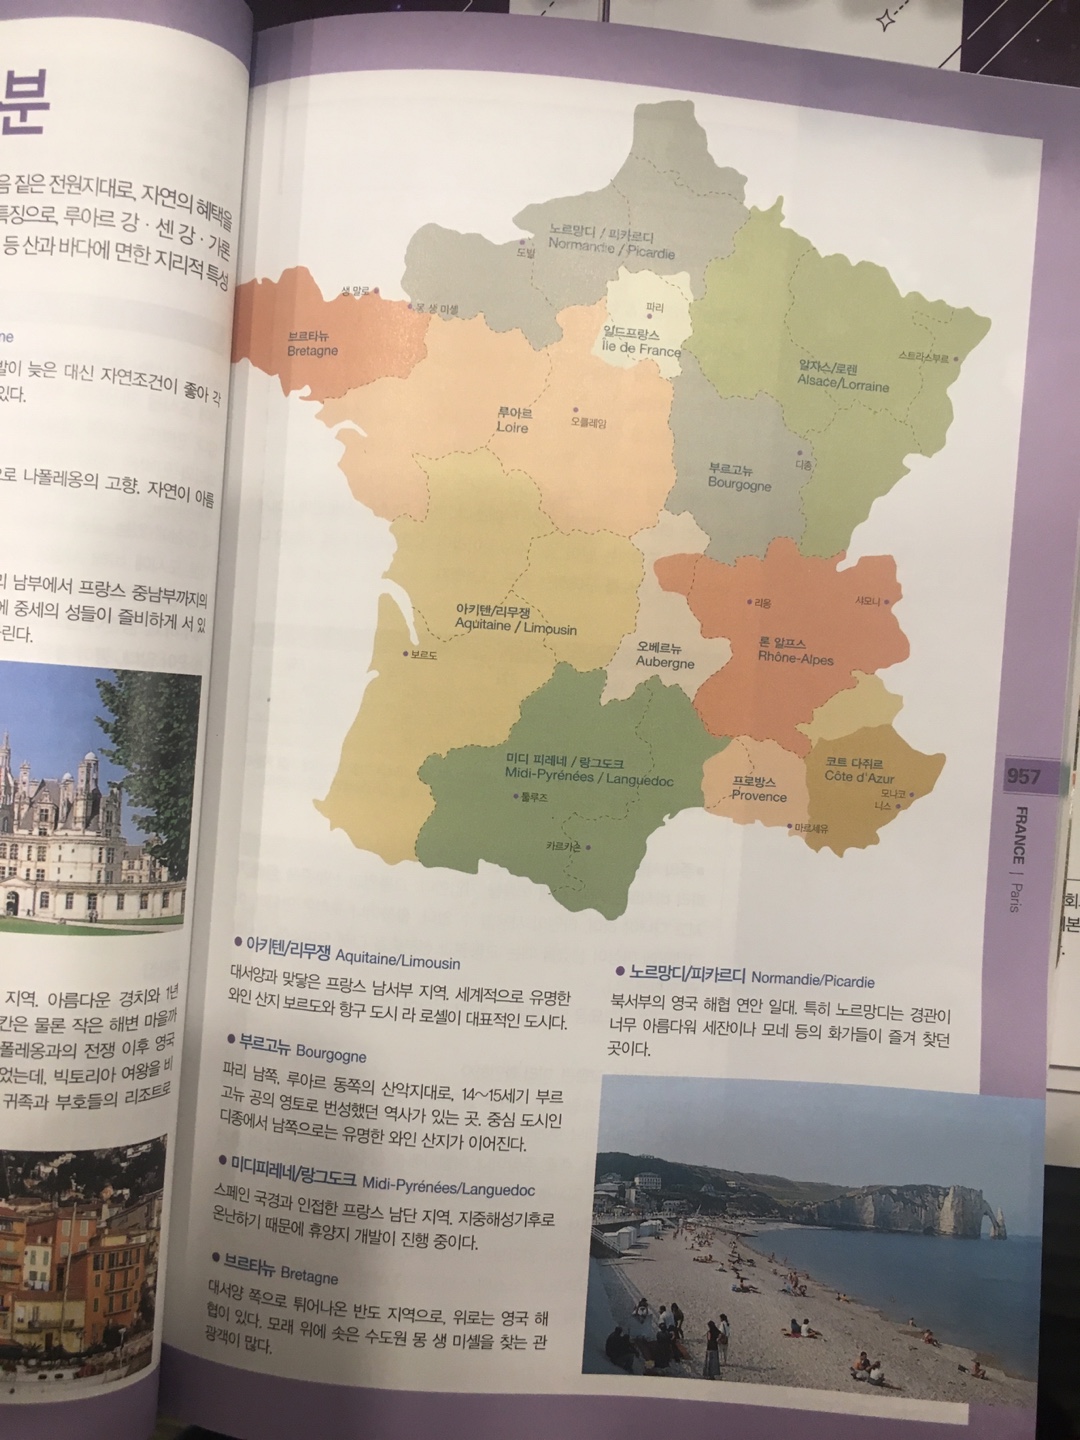 분
음 짙은 전원지대로, 자연의 혜택을
특징으로, 루아르 강 · 센 강 · 가론
등 산과 바다에 면한 지리적 특성
ne
발이 늦은 대신 자연조건이 좋아 각
있다.
으로 나폴레옹의 고향. 자연이 아름
리 남부에서 프랑스 중남부까지의
에 중세의 성들이 즐비하게 서 있
린다.
지역. 아름다운 경치와 1년
칸은 물론 작은 해변 마을까
폴레옹과의 전쟁 이후 영국
었는데, 빅토리아 여왕을 비
귀족과 부호들의 리조트로
노르망디 / 피카르디
Normandie / Picardie
도빌
생 말로
몽 생 미셸
브르타뉴
Bretagne
파리
일드프랑스
Île de France
스트라스부르
알자스/로렌
Alsace/Lorraine
루아르
Loire
오를레앙
디종
부르고뉴
Bourgogne
아키텐/리무쟁
Aquitaine / Limousin
보르도
오베르뉴
Aubergne
리옹
샤모니
론 알프스
Rhône-Alpes
미디 피레네 / 랑그도크
Midi-Pyrénées / Languedoc
툴루즈
카르카손
프로방스
Provence
마르세유
코트 다쥐르
Côte d'Azur
모나코
니스
957
FRANCE | Paris
● 아키텐/리무쟁 Aquitaine/Limousin
대서양과 맞닿은 프랑스 남서부 지역. 세계적으로 유명한
와인 산지 보르도와 항구 도시 라 로셸이 대표적인 도시다.
● 부르고뉴 Bourgogne
파리 남쪽. 루아르 동쪽의 산악지대로, 14~15세기 부르
고뉴 공의 영토로 번성했던 역사가 있는 곳. 중심 도시인
디종에서 남쪽으로는 유명한 와인 산지가 이어진다.
● 미디피레네/랑그도크 Midi-Pyrénées/Languedoc
스페인 국경과 인접한 프랑스 남단 지역. 지중해성기후로
온난하기 때문에 휴양지 개발이 진행 중이다.
● 브르타뉴 Bretagne
대서양 쪽으로 튀어나온 반도 지역으로, 위로는 영국 해
협이 있다. 모래 위에 솟은 수도원 몽 생 미셸을 찾는 관
광객이 많다.
● 노르망디/피카르디 Normandie/Picardie
북서부의 영국 해협 연안 일대. 특히 노르망디는 경관이
너무 아름다워 세잔이나 모네 등의 화가들이 즐겨 찾던
곳이다.